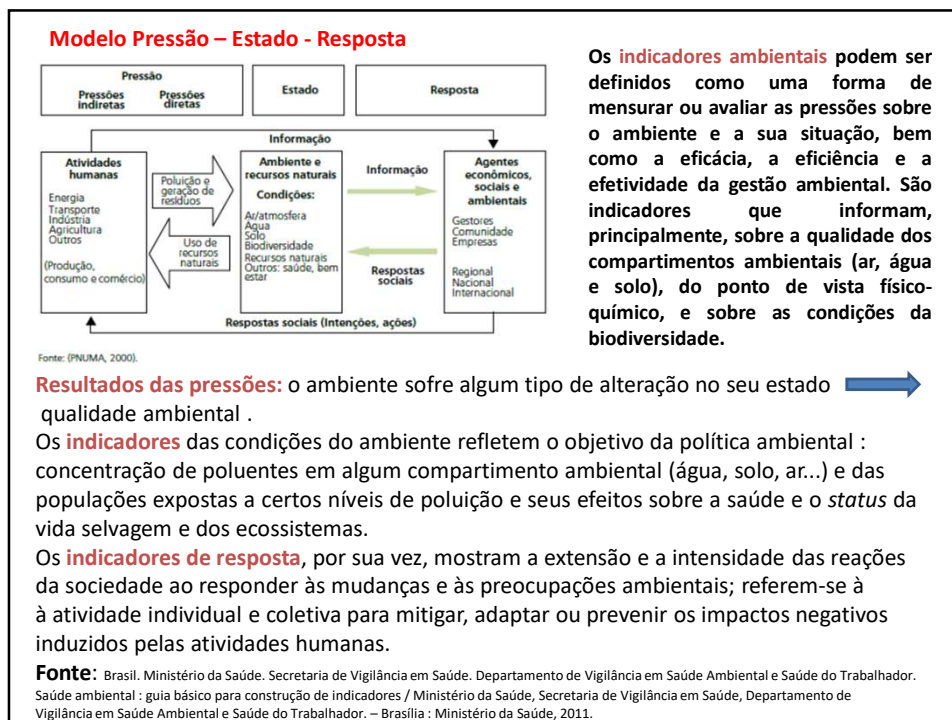 Modelo Pressão – Estado - Resposta
Pressão
Pressões indiretas
Pressões diretas
Estado
Resposta
Informação
Atividades
humanas
Energia
Transporte
Indústria
Agricultura
Outros
(Produção,
consumo e comércio)
Poluição e
geração de
resíduos
Uso de
recursos
naturais
Ambiente e
recursos naturais
Condições:
Ar/atmosfera
Agua
Solo
Biodiversidade
Recursos naturais
Outros: saúde, bem
estar
Informação
Respostas
sociais
Agentes
econômicos,
sociais e
ambientais
Gestores
Comunidade
Empresas
Regional
Nacional
Internacional
Respostas sociais (Intenções, ações)
Fonte: (PNUMA, 2000).
Os indicadores ambientais podem ser
definidos como uma forma de
mensurar ou avaliar as pressões sobre
o ambiente e a sua situação, bem
como a eficácia, a eficiência e a
efetividade da gestão ambiental. São
indicadores que informam,
principalmente, sobre a qualidade dos
compartimentos ambientais (ar, água
e solo), do ponto de vista físico-
químico, e sobre as condições da
biodiversidade.
Resultados das pressões: o ambiente sofre algum tipo de alteração no seu estado
qualidade ambiental .
Os indicadores das condições do ambiente refletem o objetivo da política ambiental :
concentração de poluentes em algum compartimento ambiental (água, solo, ar...) e das
populações expostas a certos níveis de poluição e seus efeitos sobre a saúde e o status da
vida selvagem e dos ecossistemas.
Os indicadores de resposta, por sua vez, mostram a extensão e a intensidade das reações
da sociedade ao responder às mudanças e às preocupações ambientais; referem-se à
à atividade individual e coletiva para mitigar, adaptar ou prevenir os impactos negativos
induzidos pelas atividades humanas.
Fonte: Brasil. Ministério da Saúde. Secretaria de Vigilância em Saúde. Departamento de Vigilância em Saúde Ambiental e Saúde do Trabalhador.
Saúde ambiental : guia básico para construção de indicadores / Ministério da Saúde, Secretaria de Vigilância em Saúde, Departamento de
Vigilância em Saúde Ambiental e Saúde do Trabalhador. – Brasília : Ministério da Saúde, 2011.